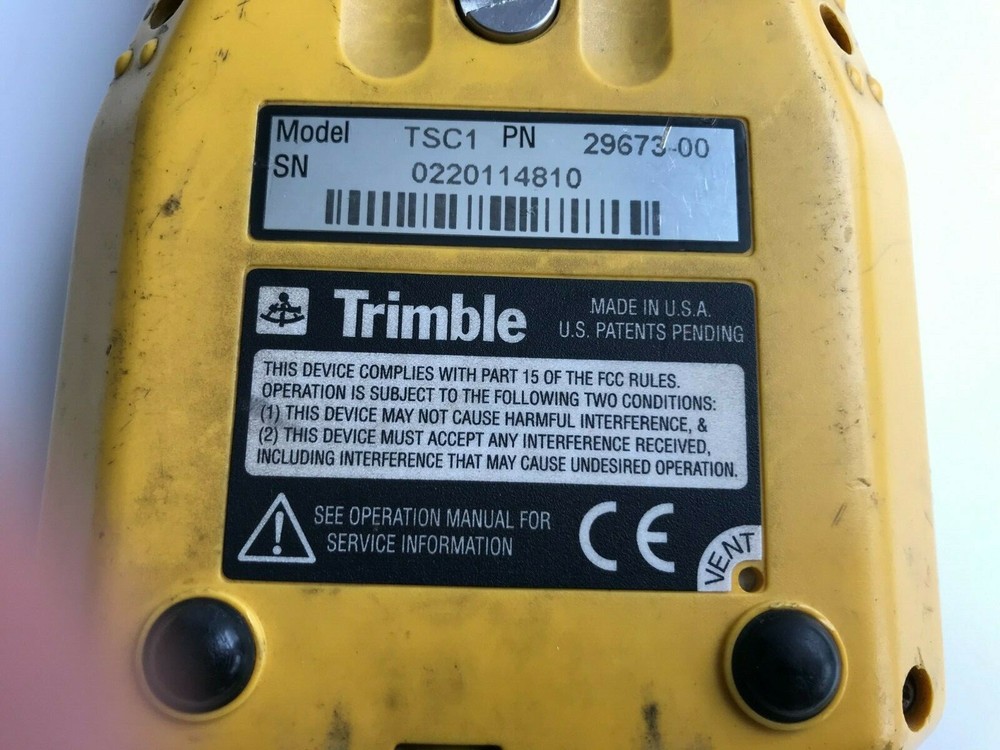 Model TSC1 PN 29673-00
SN 0220114810
Trimble
MADE IN U.S.A.
U.S. PATENTS PENDING
THIS DEVICE COMPLIES WITH PART 15 OF THE FCC RULES.
OPERATION IS SUBJECT TO THE FOLLOWING TWO CONDITIONS:
(1) THIS DEVICE MAY NOT CAUSE HARMFUL INTERFERENCE, &
(2) THIS DEVICE MUST ACCEPT ANY INTERFERENCE RECEIVED,
INCLUDING INTERFERENCE THAT MAY CAUSE UNDESIRED OPERATION.
SEE OPERATION MANUAL FOR
SERVICE INFORMATION
CE
VENT